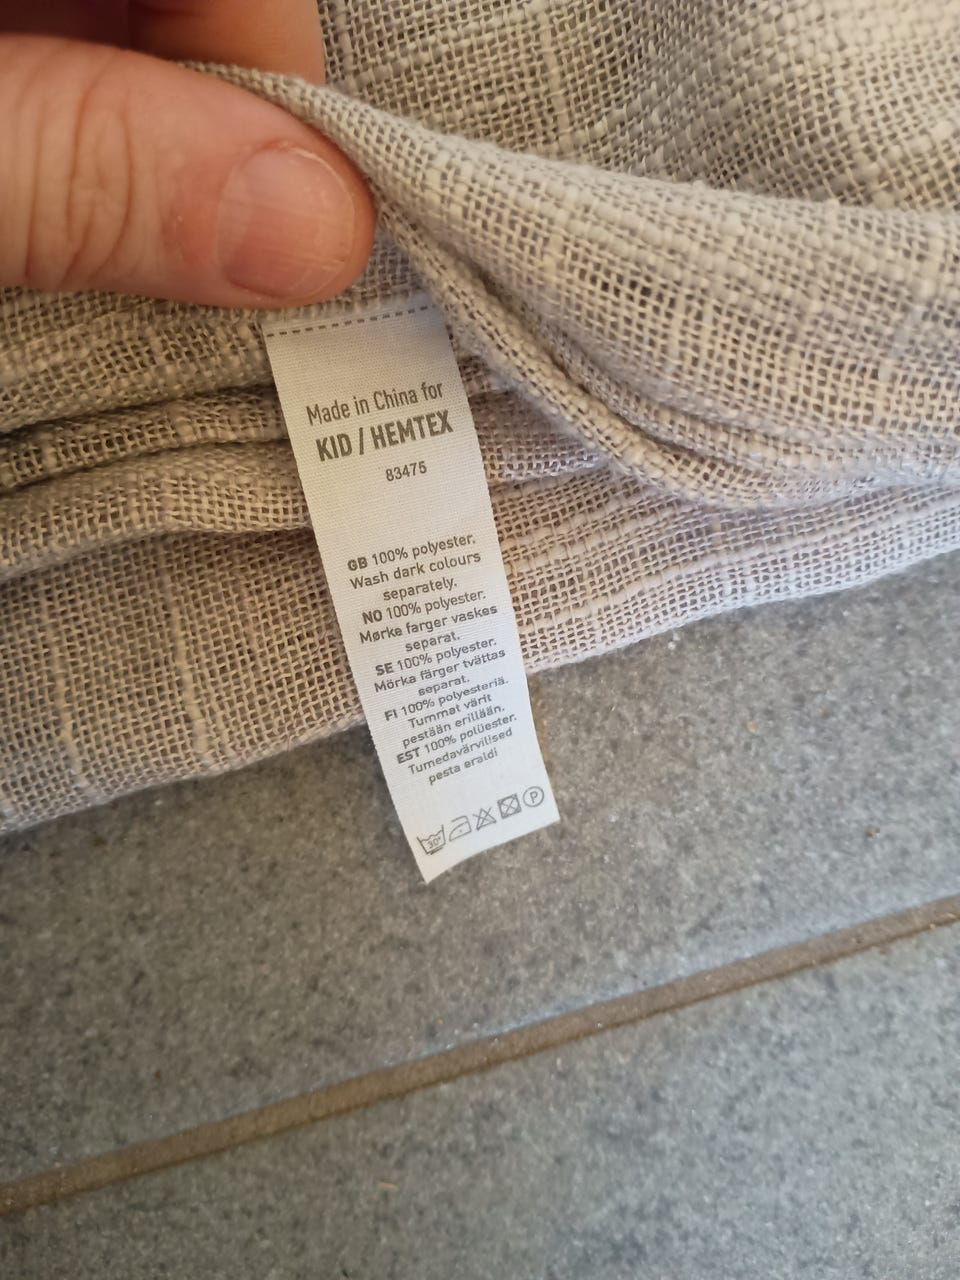 Made in China for
KID / HEMTEX
83475
GB 100% polyester.
Wash dark colours
separately.
NO 100% polyester.
Mørke farger vaskes
separat.
SE 100% polyester.
Mörka färger tvättas
separat.
FI 100% polyesteriä.
Tummat värit
pestään erillään.
EST 100% polüester.
Tumedavärvilised
pesta eraldi
30°
P